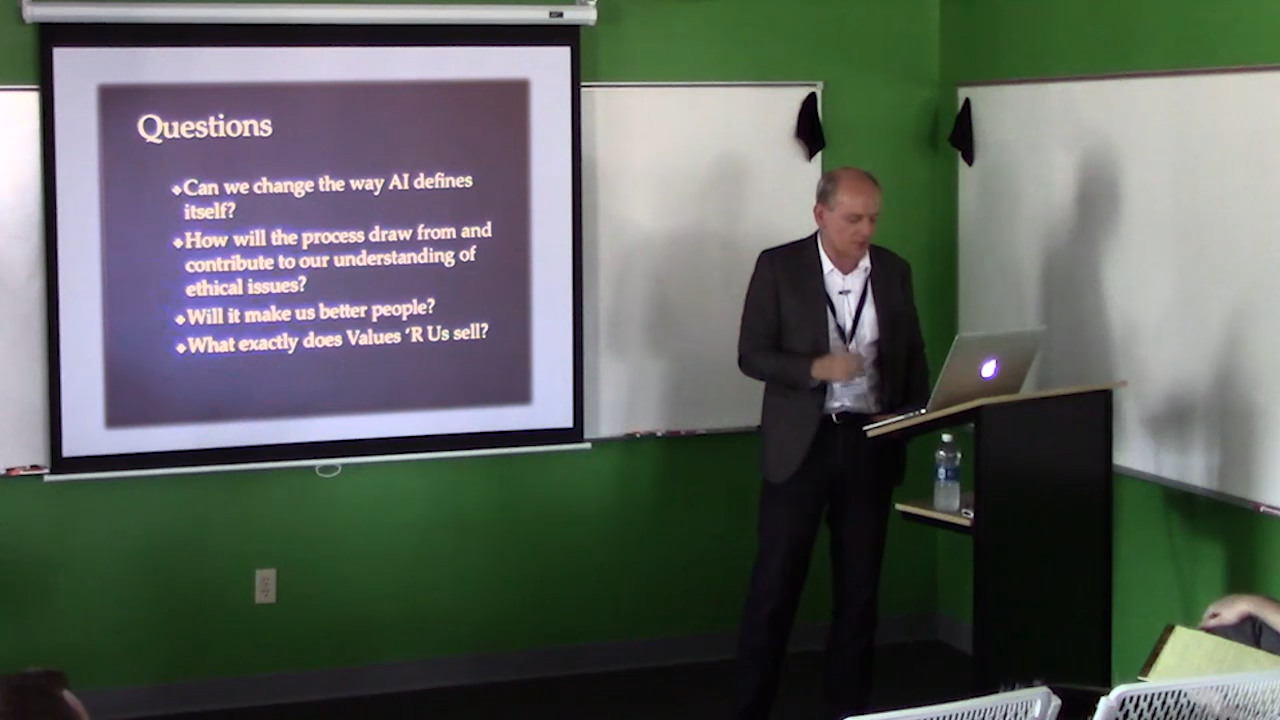 Questions
❖Can we change the way AI defines
itself?
❖How will the process draw from and
contribute to our understanding of
ethical issues?
❖Will it make us better people?
❖What exactly does Values 'R Us sell?